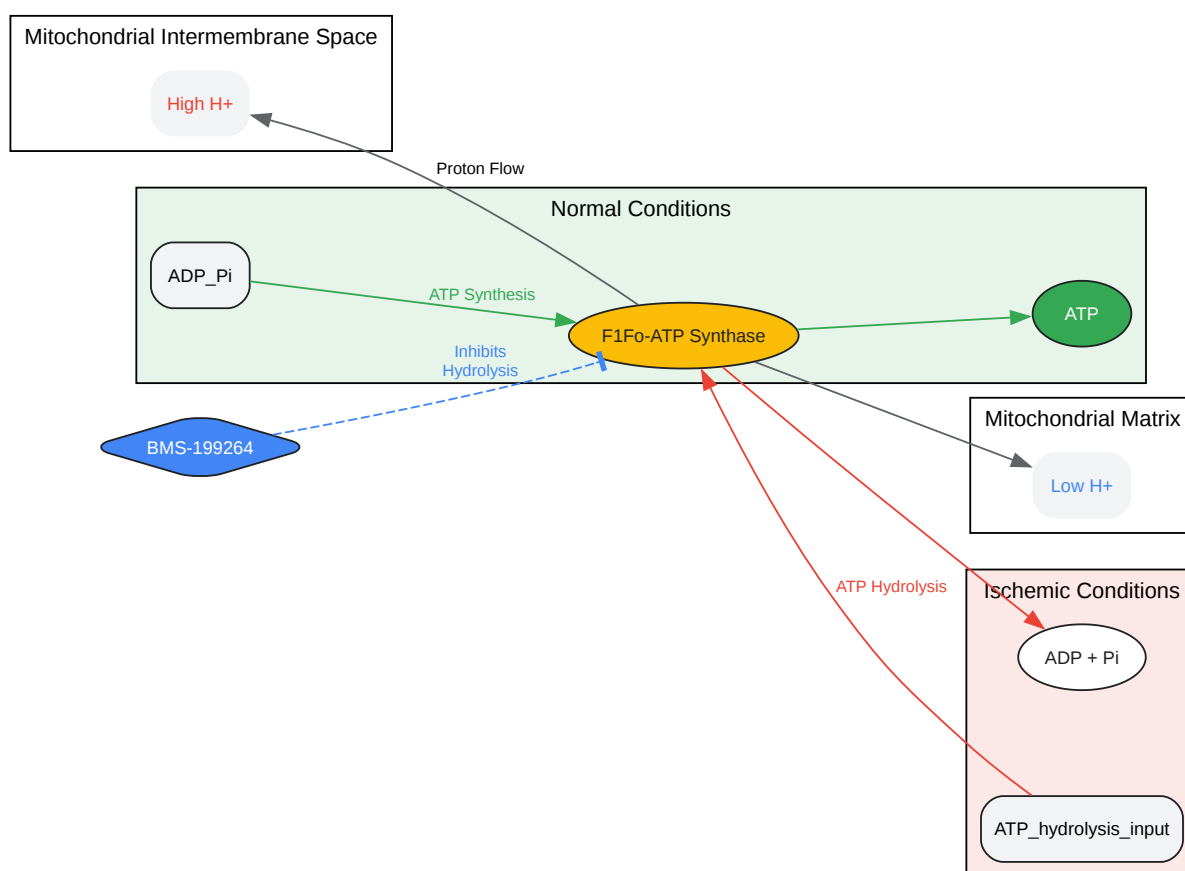 Mitochondrial Intermembrane Space
High H+
Proton Flow
Normal Conditions
ADP_Pi
ATP Synthesis
ATP
F1Fo-ATP Synthase
Inhibits
Hydrolysis
BMS-199264
Mitochondrial Matrix
Low H+
ATP Hydrolysis
Ischemic Conditions
ADP + Pi
ATP_hydrolysis_input